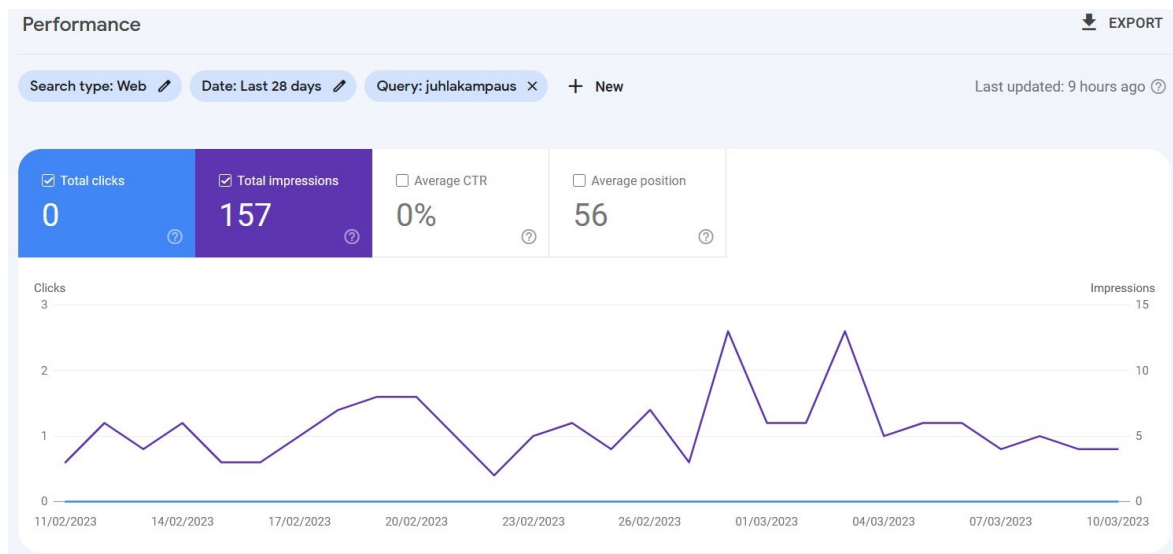 Performance
EXPORT
Search type: Web
Date: Last 28 days
Query: juhlakampaus ×
+ New
Last updated: 9 hours ago ?
Total clicks
0
?
Total impressions
157
?
Average CTR
0%
?
Average position
56
?
Clicks
Impressions
3
15
2
10
1
5
0
0
11/02/2023
14/02/2023
17/02/2023
20/02/2023
23/02/2023
26/02/2023
01/03/2023
04/03/2023
07/03/2023
10/03/2023